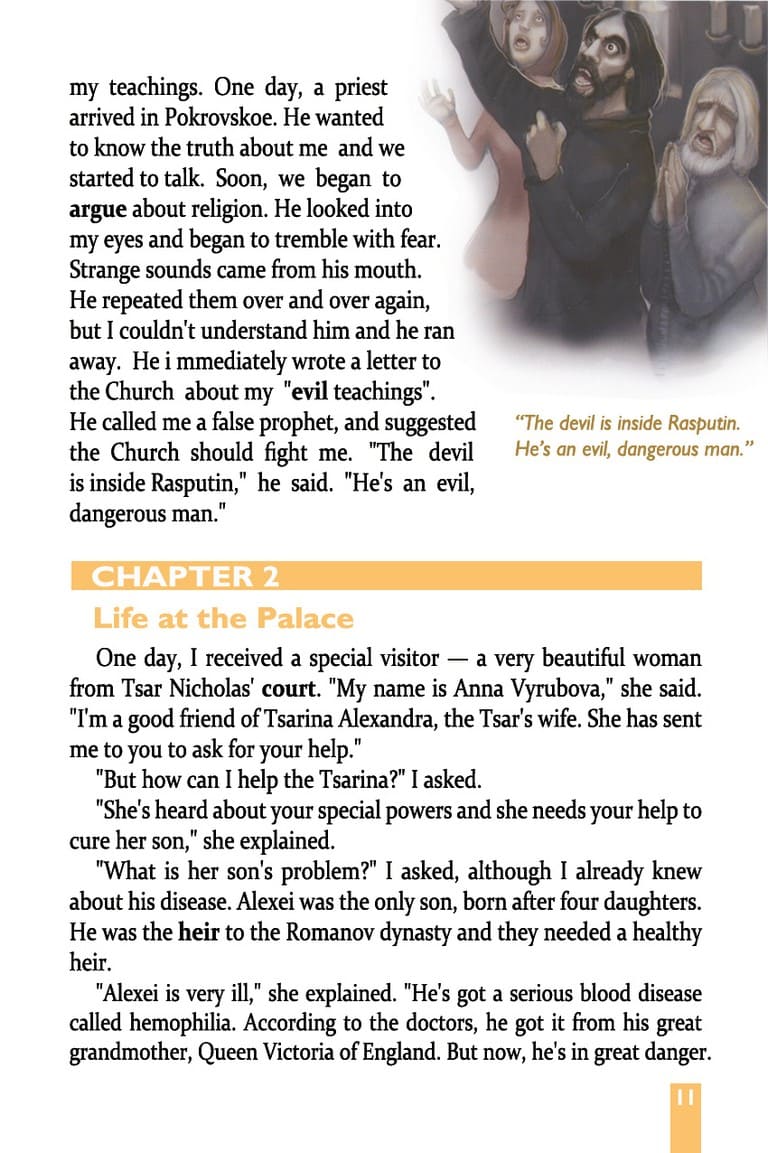 my teachings. One day, a priest
arrived in Pokrovskoe. He wanted
to know the truth about me and we
started to talk. Soon, we began to
argue about religion. He looked into
my eyes and began to tremble with fear.
Strange sounds came from his mouth.
He repeated them over and over again,
but I couldn't understand him and he ran
away. He i mmediately wrote a letter to
the Church about my "evil teachings".
He called me a false prophet, and suggested
the Church should fight me. "The devil
is inside Rasputin," he said. "He's an evil,
dangerous man."
“The devil is inside Rasputin.
He’s an evil, dangerous man.”
CHAPTER 2
Life at the Palace
One day, I received a special visitor — a very beautiful woman
from Tsar Nicholas' court. "My name is Anna Vyrubova," she said.
"I'm a good friend of Tsarina Alexandra, the Tsar's wife. She has sent
me to you to ask for your help."
"But how can I help the Tsarina?" I asked.
"She's heard about your special powers and she needs your help to
cure her son," she explained.
"What is her son's problem?" I asked, although I already knew
about his disease. Alexei was the only son, born after four daughters.
He was the heir to the Romanov dynasty and they needed a healthy
heir.
"Alexei is very ill," she explained. "He's got a serious blood disease
called hemophilia. According to the doctors, he got it from his great
grandmother, Queen Victoria of England. But now, he's in great danger.
11